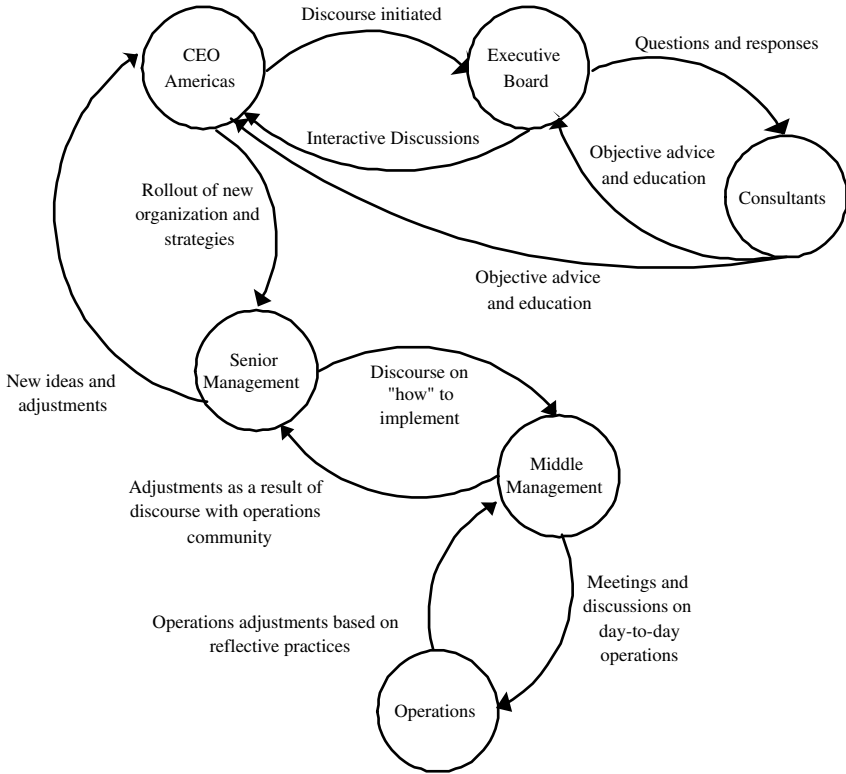 Discourse initiated
CEO
Americas
Executive
Board
Questions and responses
Interactive Discussions
Objective advice
and education
Consultants
Rollout of new
organization and
strategies
Objective advice
and education
Senior
Management
New ideas and
adjustments
Discourse on
"how" to
implement
Middle
Management
Adjustments as a result of
discourse with operations
community
Meetings and
discussions on
day-to-day
operations
Operations adjustments based on
reflective practices
Operations